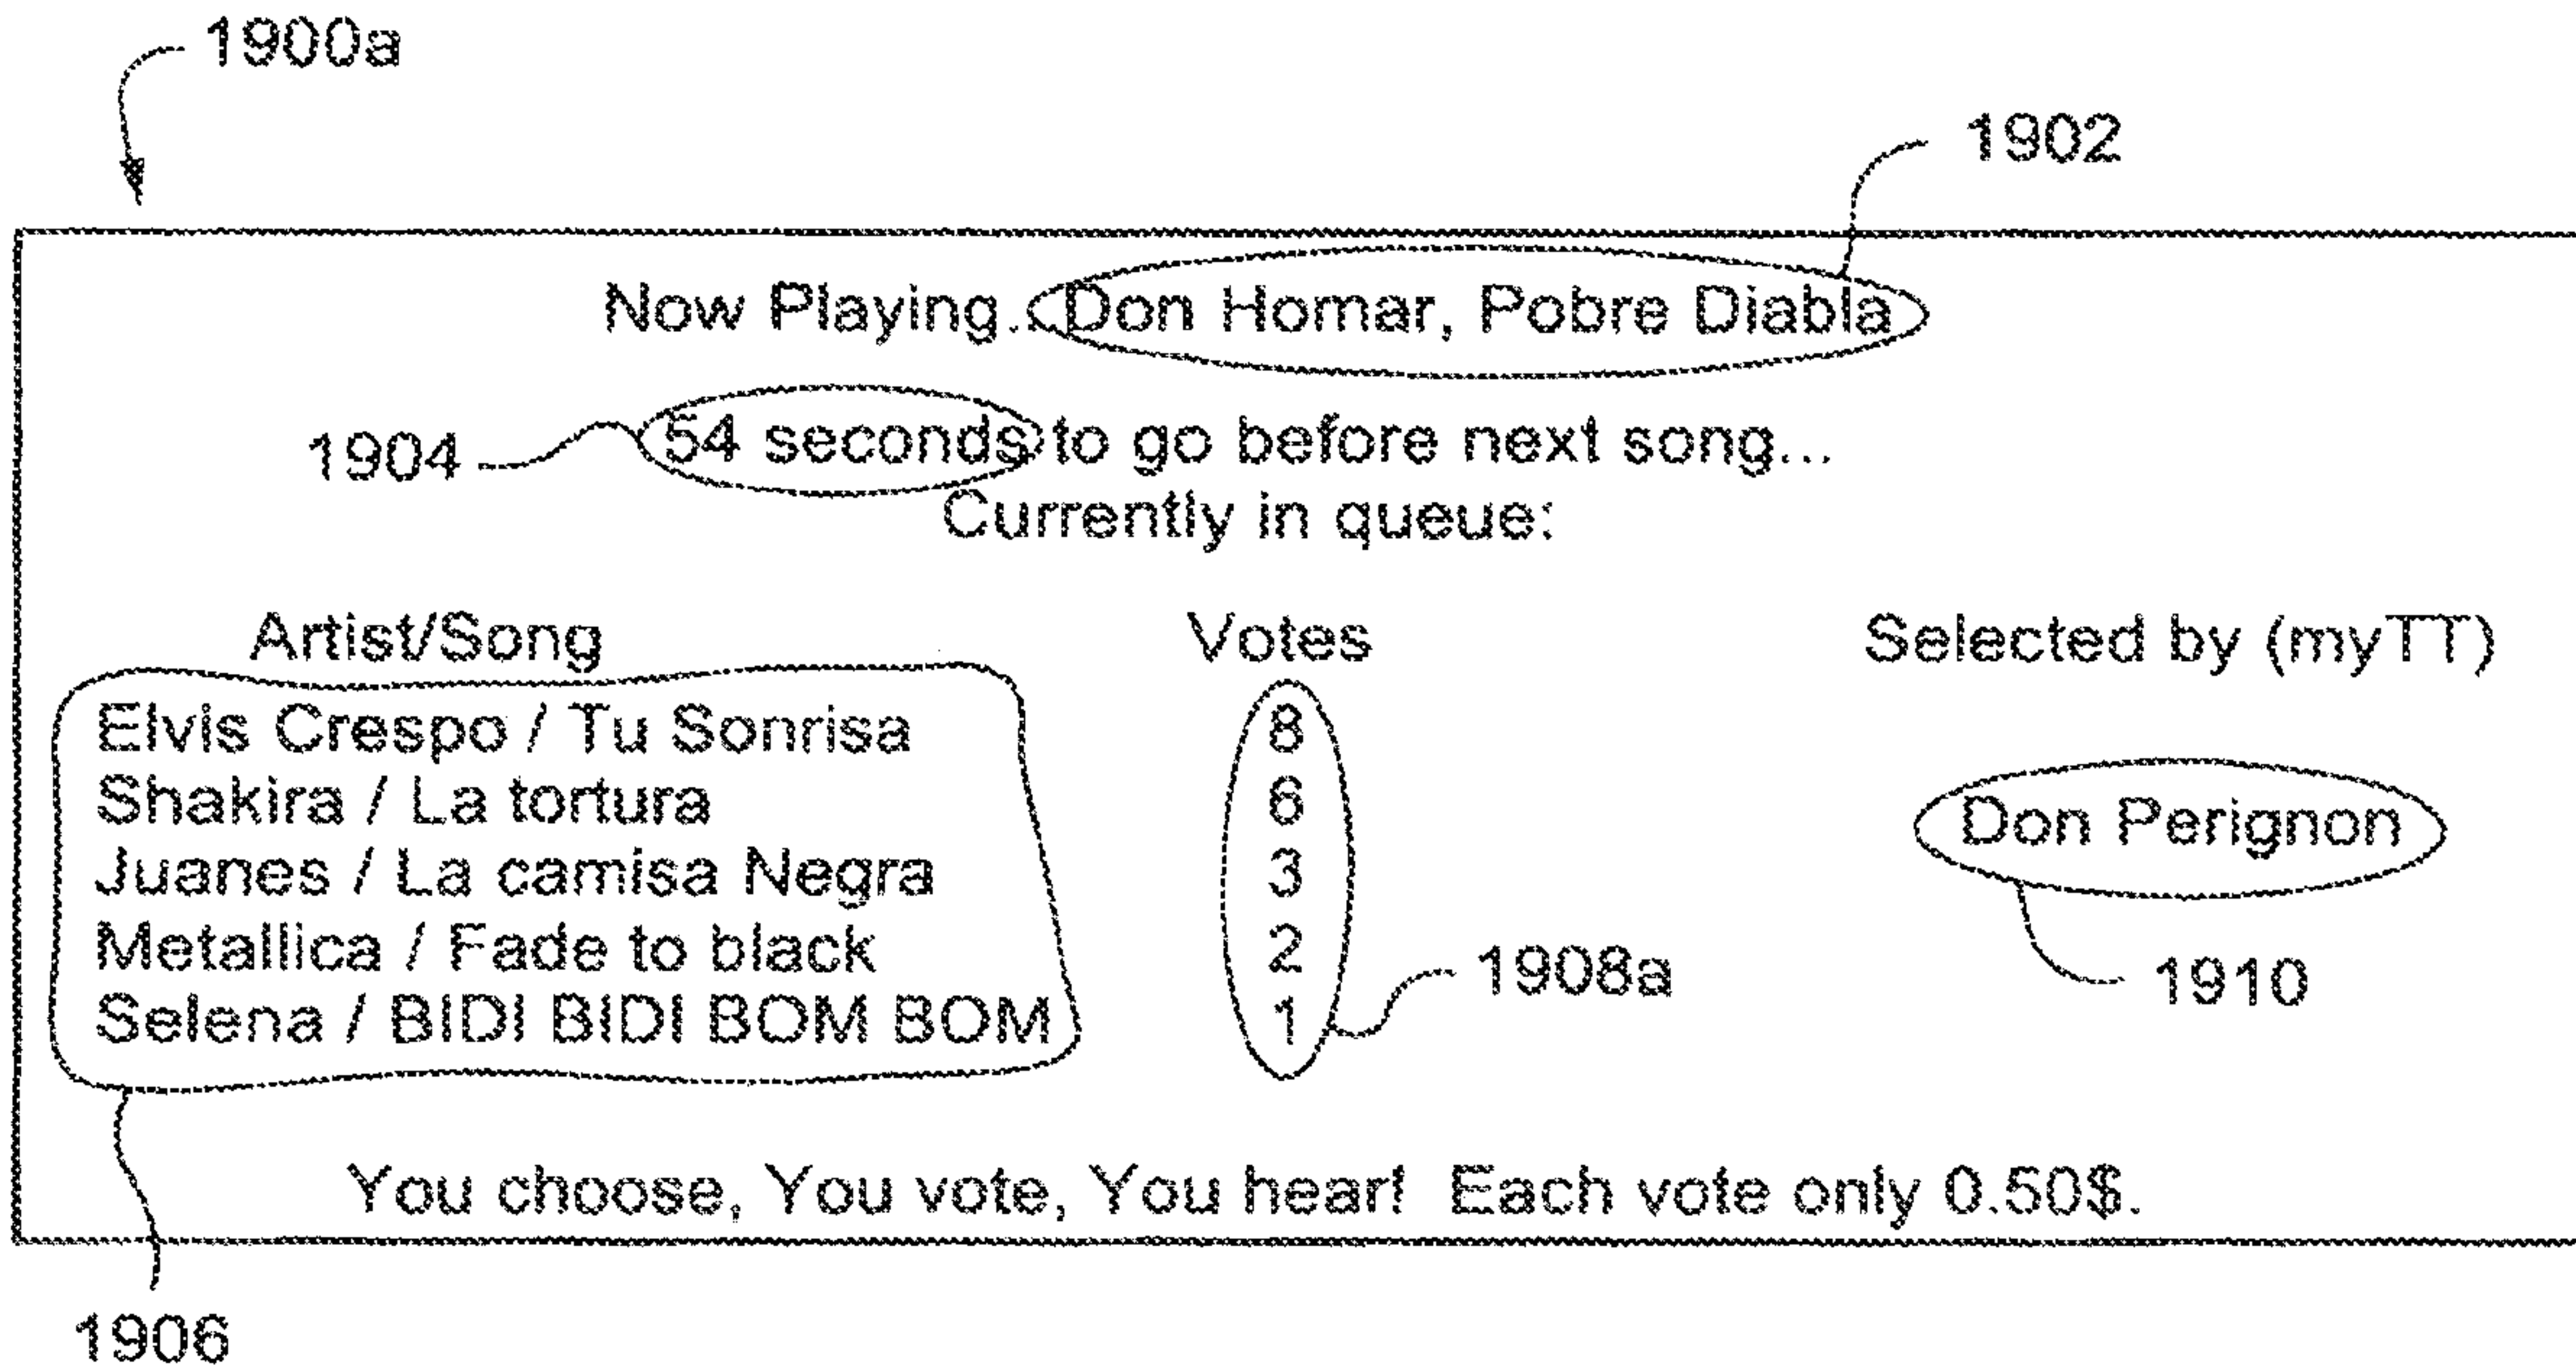 1900a
1902
Now Playing...Don Homar, Pobre Diabla
1904 54 seconds to go before next song...
Currently in queue:
Artist/Song Votes Selected by (myTT)
Elvis Crespo / Tu Sonrisa 8
Shakira / La tortura 6 Don Perignon
Juanes / La camisa Negra 3
Metallica / Fade to black 2 1908a 1910
Selena / BIDI BIDI BOM BOM 1
You choose, You vote, You hear! Each vote only 0.50$.
1906